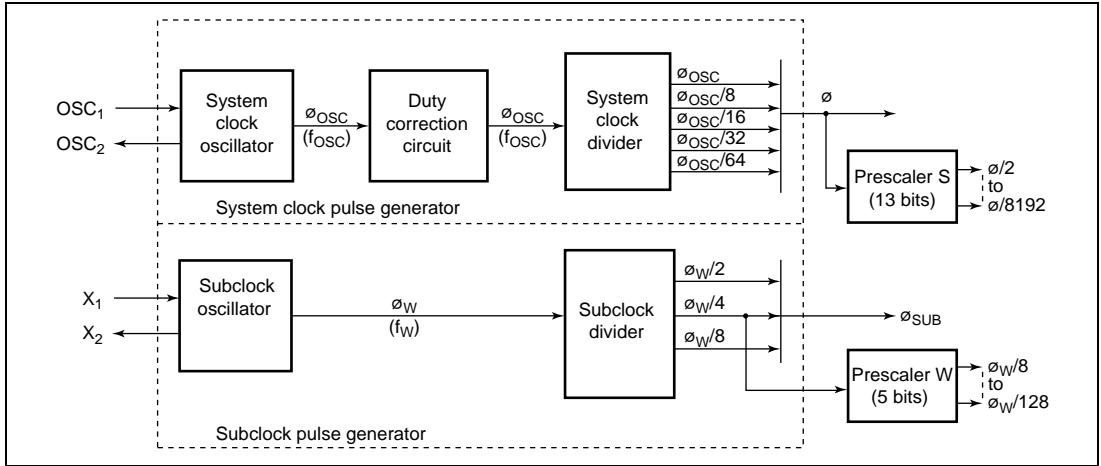 OSC1
OSC2
System
clock
oscillator
øOSC
(fOSC)
Duty
correction
circuit
øOSC
(fOSC)
System
clock
divider
øOSC
øOSC/8
øOSC/16
øOSC/32
øOSC/64
ø
Prescaler S
(13 bits)
ø/2
to
ø/8192
System clock pulse generator
X1
X2
Subclock
oscillator
øW
(fW)
Subclock
divider
øW/2
øW/4
øW/8
øSUB
Prescaler W
(5 bits)
øW/8
to
øW/128
Subclock pulse generator